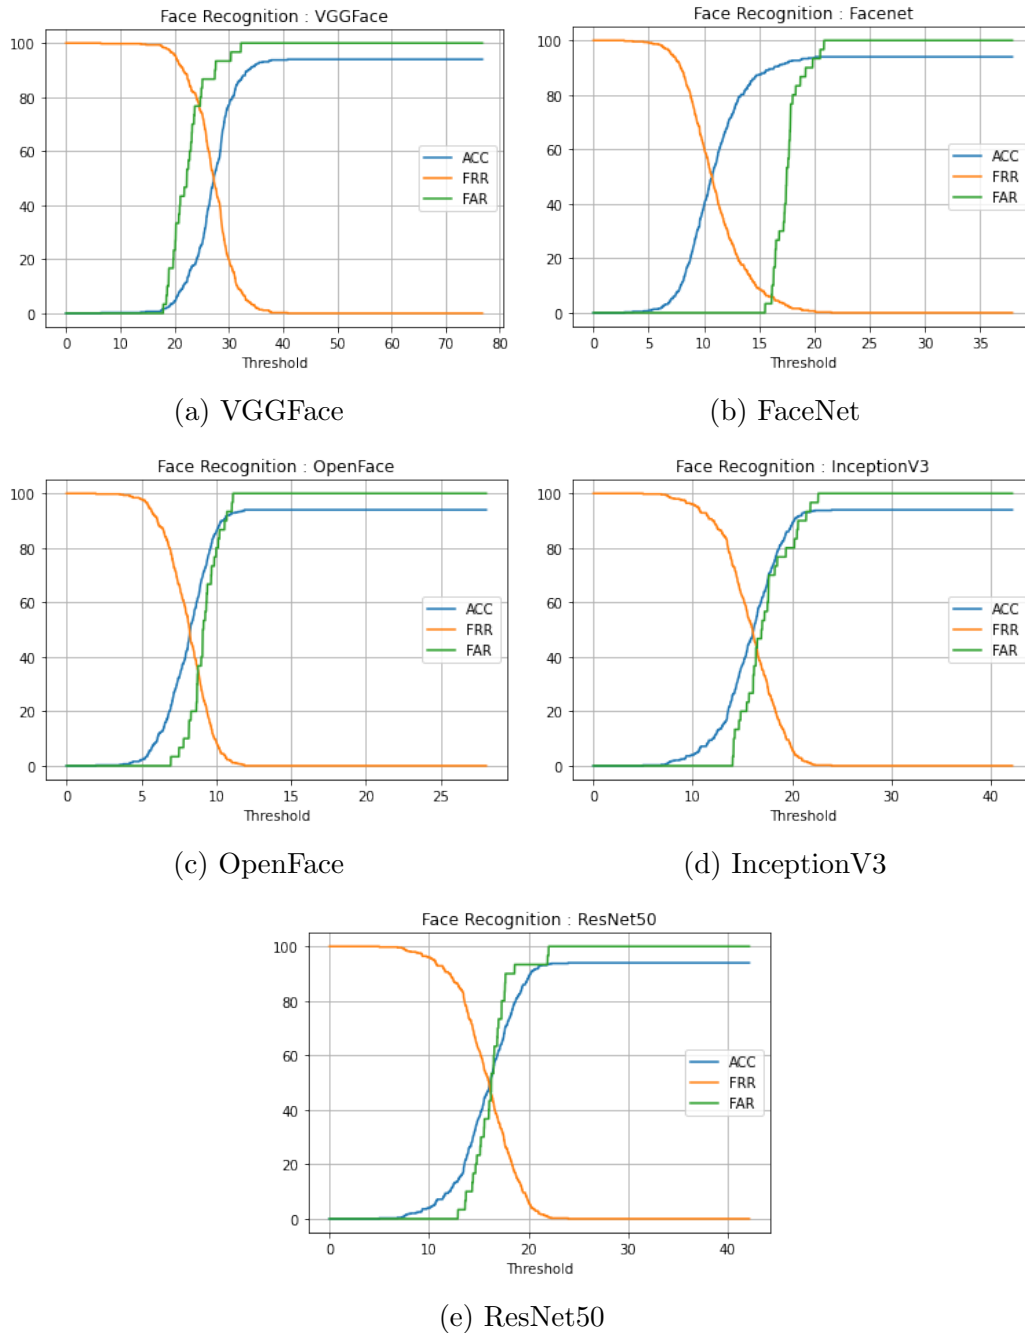 Face Recognition : VGGFace
100
80
60
40
20
0
ACC
FRR
FAR
0 10 20 30 40 50 60 70 80
Threshold
(a) VGGFace
Face Recognition : Facenet
100
80
60
40
20
0
ACC
FRR
FAR
0 5 10 15 20 25 30 35
Threshold
(b) FaceNet
Face Recognition : OpenFace
100
80
60
40
20
0
ACC
FRR
FAR
0 5 10 15 20 25
Threshold
(c) OpenFace
Face Recognition : InceptionV3
100
80
60
40
20
0
ACC
FRR
FAR
0 10 20 30 40
Threshold
(d) InceptionV3
Face Recognition : ResNet50
100
80
60
40
20
0
ACC
FRR
FAR
0 10 20 30 40
Threshold
(e) ResNet50